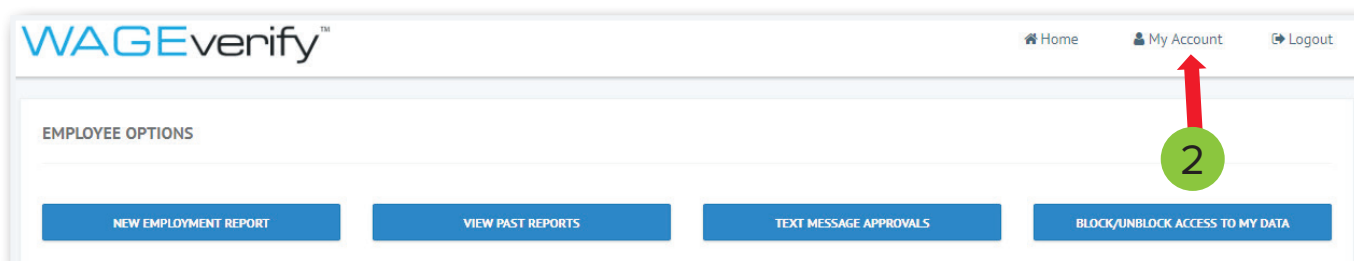 WAGEverify™
Home My Account Logout
EMPLOYEE OPTIONS
2
NEW EMPLOYMENT REPORT VIEW PAST REPORTS TEXT MESSAGE APPROVALS BLOCK/UNBLOCK ACCESS TO MY DATA